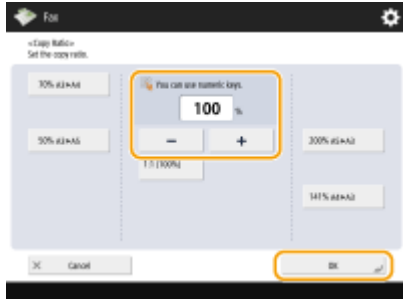 Fax
<Copy Ratio>
Set the copy ratio.
70% A3▸A4
You can use numeric keys.
100 %
50% A3▸A5
−
+
200% A5▸A3
1:1 (100%)
141% A4▸A3
× Cancel
OK